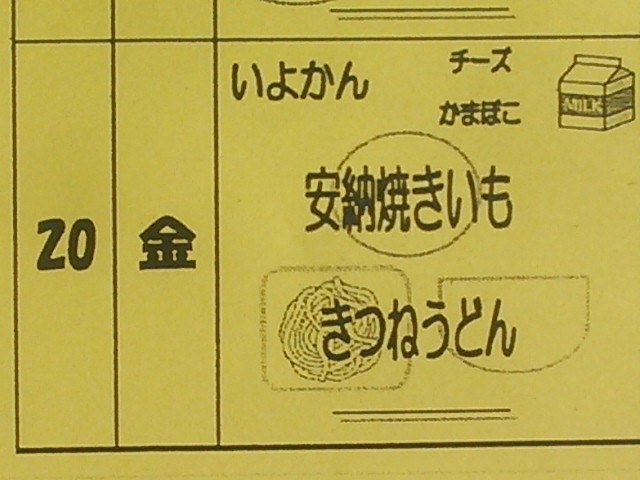 20 金
いよかん
チーズ
かまぼこ
MILK
安納焼きいも
きつねうどん